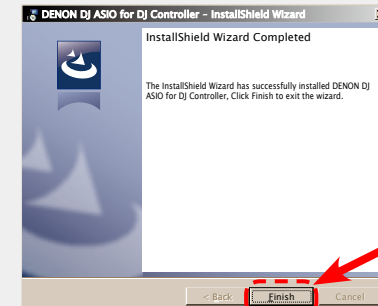 DENON DJ ASIO for DJ Controller – InstallShield Wizard
InstallShield Wizard Completed
The InstallShield Wizard has successfully installed DENON DJ
ASIO for DJ Controller, Click Finish to exit the wizard.
< Back Finish Cancel